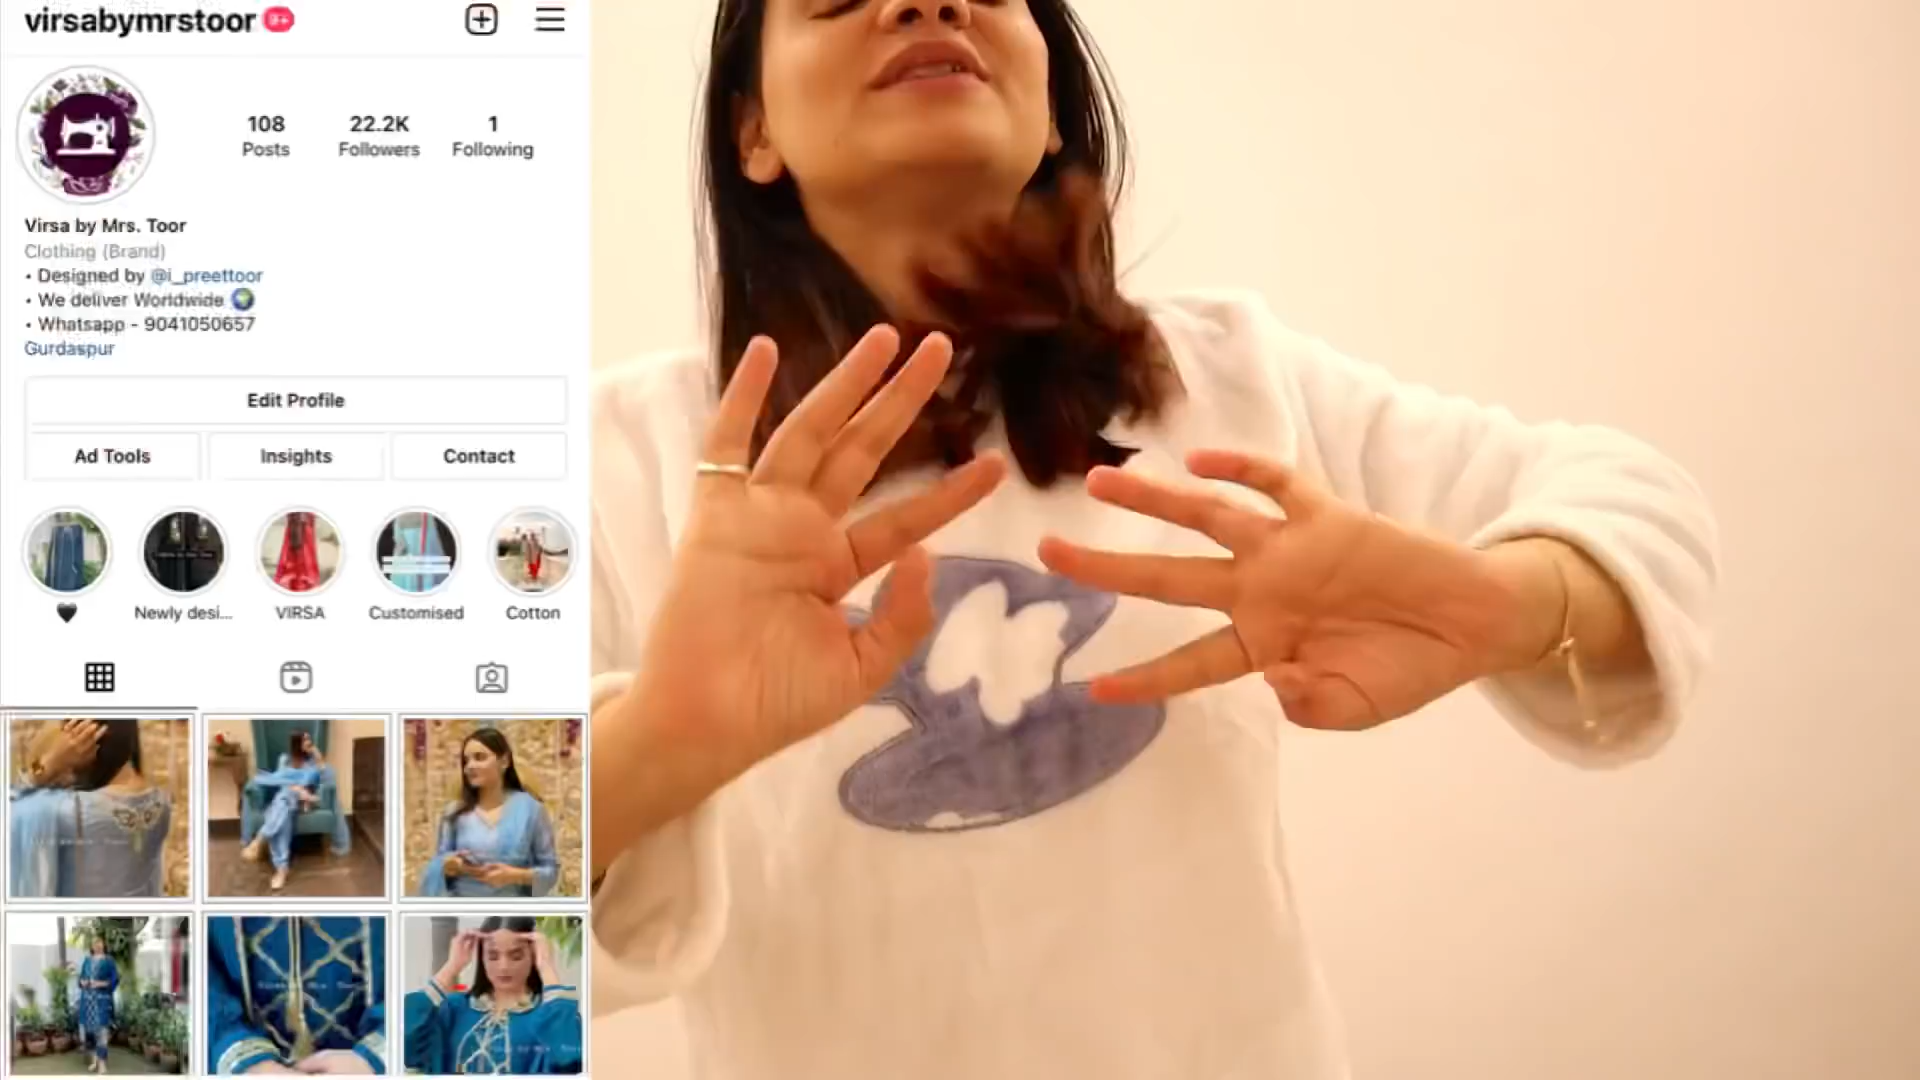 virsabymrstoor 9+
108
Posts
22.2K
Followers
1
Following
Virsa by Mrs. Toor
Clothing (Brand)
• Designed by @i_preettoor
• We deliver Worldwide
• Whatsapp - 9041050657
Gurdaspur
Edit Profile
Ad Tools
Insights
Contact
Newly desi...
VIRSA
Customised
Cotton